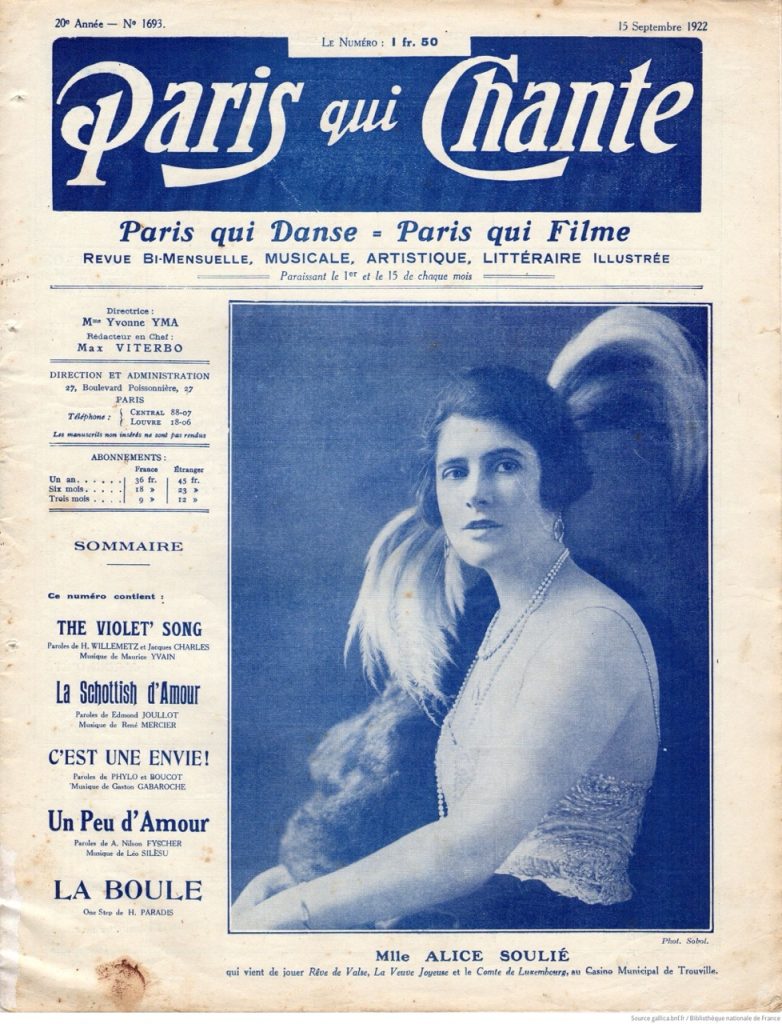 20e Année — No 1693.
15 Septembre 1922
Le Numéro : 1 fr. 50
Paris qui Chante
Paris qui Danse = Paris qui Filme
Revue Bi-Mensuelle, MUSICALE, ARTISTIQUE, LITTÉRAIRE Illustrée
Paraissant le 1er et le 15 de chaque mois
Directrice :
Mme Yvonne YMA
Rédacteur en Chef :
Max VITERBO
DIRECTION ET ADMINISTRATION
27, Boulevard Poissonnière, 27
PARIS
Téléphone : { Central 88-07
Louvre 18-06
Les manuscrits non insérés ne sont pas rendus
ABONNEMENTS :
France Étranger
Un an...... 36 fr. 45 fr.
Six mois..... 18 » 23 »
Trois mois .... 9 » 12 »
SOMMAIRE
Ce numéro contient :
THE VIOLET' SONG
Paroles de H. WILLEMETZ et Jacques CHARLES
Musique de Maurice YVAIN
La Schottish d'Amour
Paroles de Edmond JOULLOT
Musique de René MERCIER
C'EST UNE ENVIE!
Paroles de PHYLO et BOUCOT
Musique de Gaston GABAROCHE
Un Peu d'Amour
Paroles de A. Nilson FYSCHER
Musique de Léo SILÉSU
LA BOULE
One Step de H. PARADIS
Phot. Sobol.
Mlle ALICE SOULIÉ
qui vient de jouer Rêve de Valse, La Veuve Joyeuse et le Comte de Luxembourg, au Casino Municipal de Trouville.
Source gallica.bnf.fr / Bibliothèque nationale de France